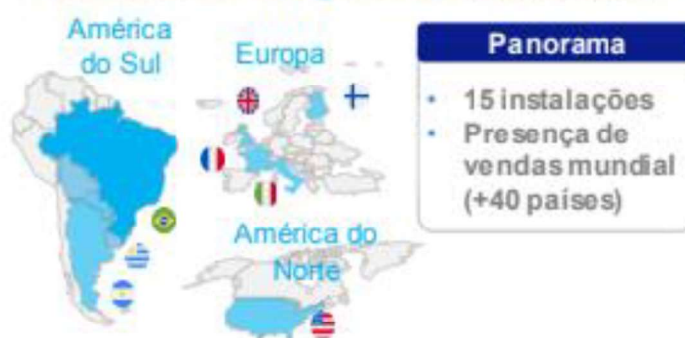 América
do Sul
Europa
América do
Norte
Panorama
• 15 instalações
• Presença de
vendas mundial
(+40 países)